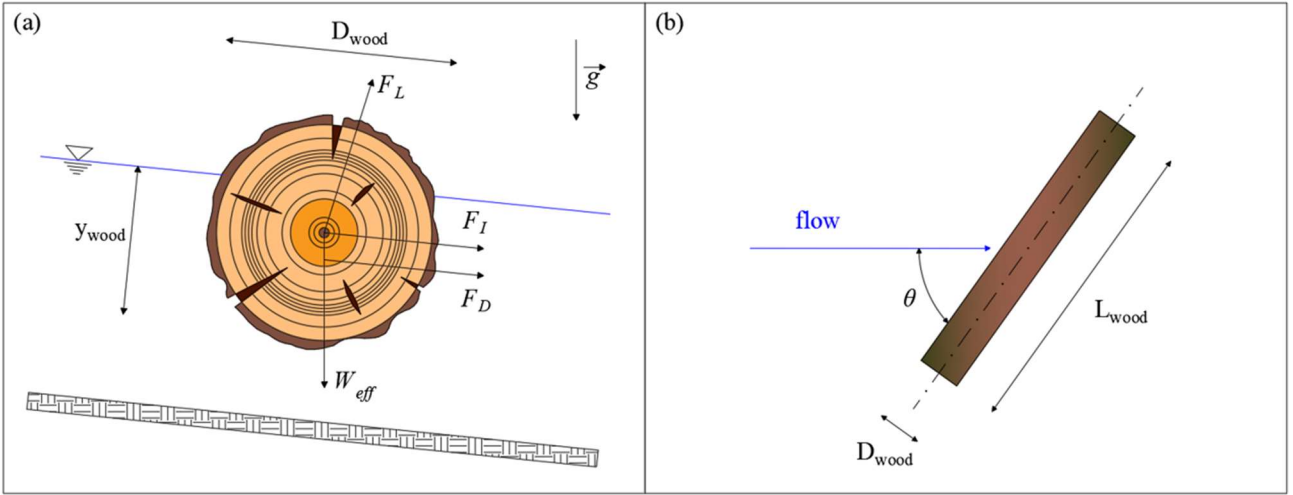 (a)
D_wood
F_L
g
y_wood
F_I
F_D
W_eff
(b)
flow
θ
L_wood
D_wood